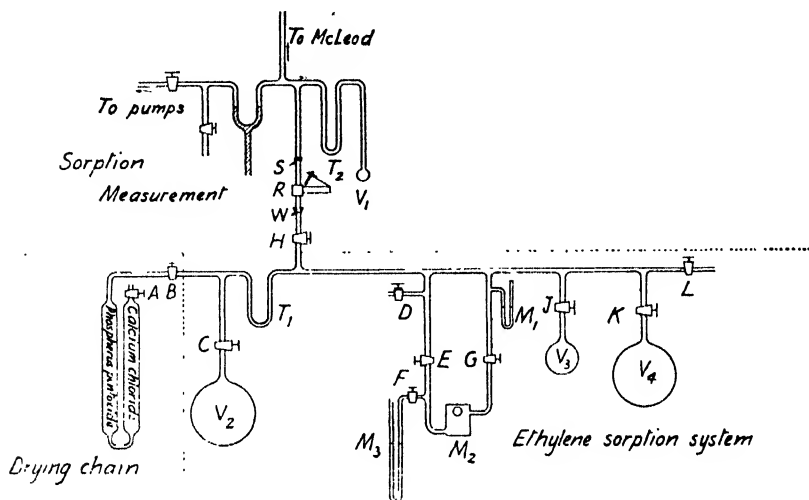 To McLeod
To pumps
Sorption
Measurement
S
T2
R
V1
W
H
A
B
T1
D
M1
J
L
K
C
E
G
V3
V4
F
V2
Phosphorus pentoxide
Calcium chloride
M3
M2
Ethylene sorption system
Drying chain